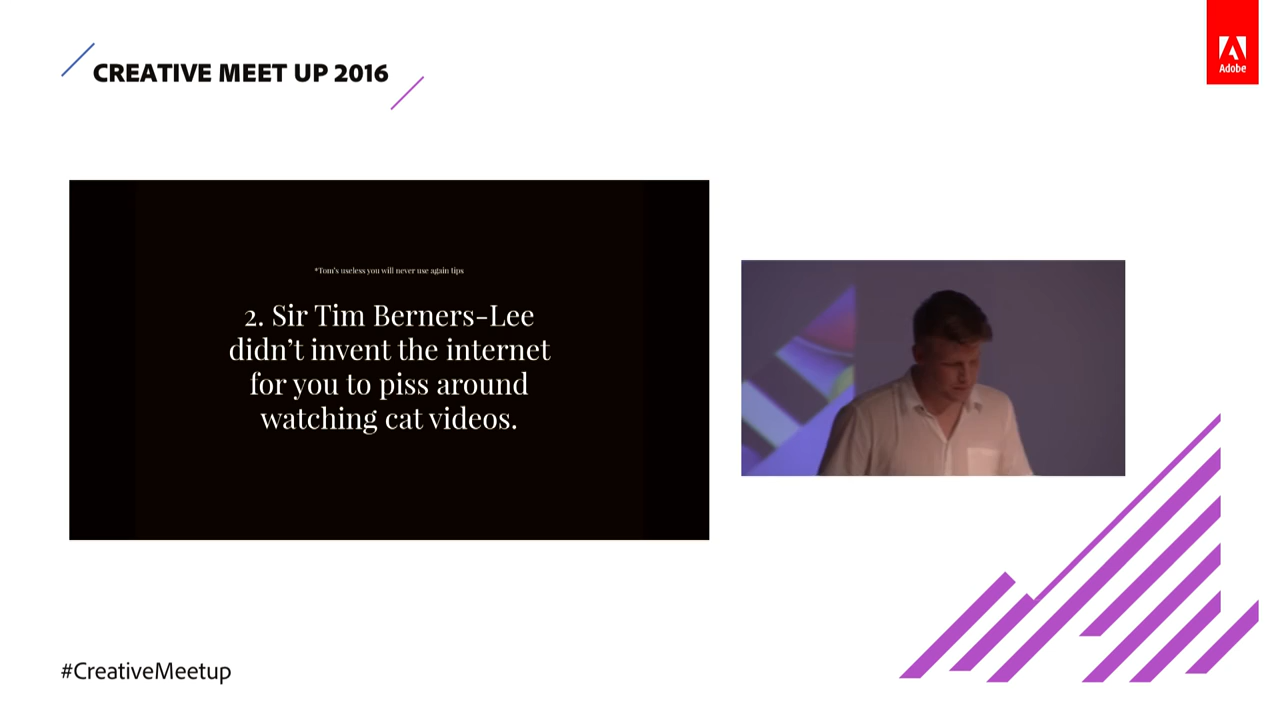 CREATIVE MEET UP 2016
Adobe
*Tom's useless you will never use again tips
2. Sir Tim Berners-Lee
didn’t invent the internet
for you to piss around
watching cat videos.
#CreativeMeetup